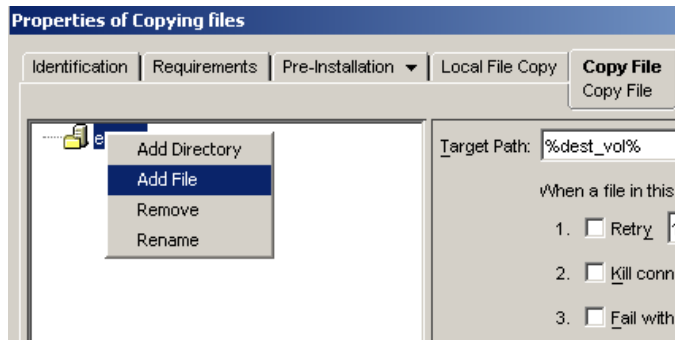 Properties of Copying files
Identification Requirements Pre-Installation Local File Copy Copy File
Copy File
Add Directory
Add File
Remove
Rename
Target Path: %dest_vol%
When a file in this
1. Retry
2. Kill conn
3. Fail with